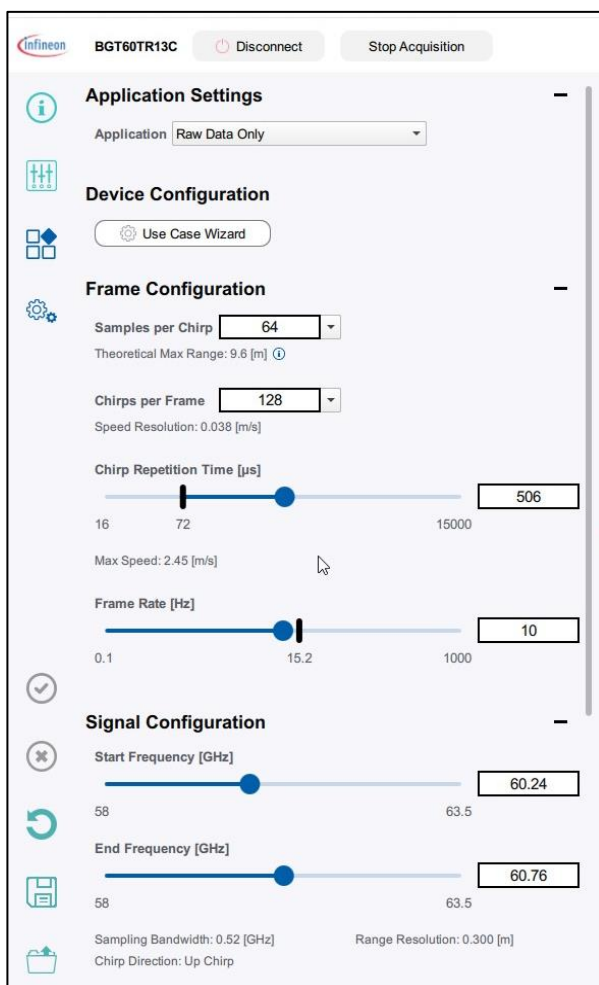 infineon BGT60TR13C Disconnect Stop Acquisition
Application Settings
Application Raw Data Only
Device Configuration
Use Case Wizard
Frame Configuration
Samples per Chirp 64
Theoretical Max Range: 9.6 [m]
Chirps per Frame 128
Speed Resolution: 0.038 [m/s]
Chirp Repetition Time [µs]
506
16 72 15000
Max Speed: 2.45 [m/s]
Frame Rate [Hz]
10
0.1 15.2 1000
Signal Configuration
Start Frequency [GHz]
60.24
58 63.5
End Frequency [GHz]
60.76
58 63.5
Sampling Bandwidth: 0.52 [GHz] Range Resolution: 0.300 [m]
Chirp Direction: Up Chirp